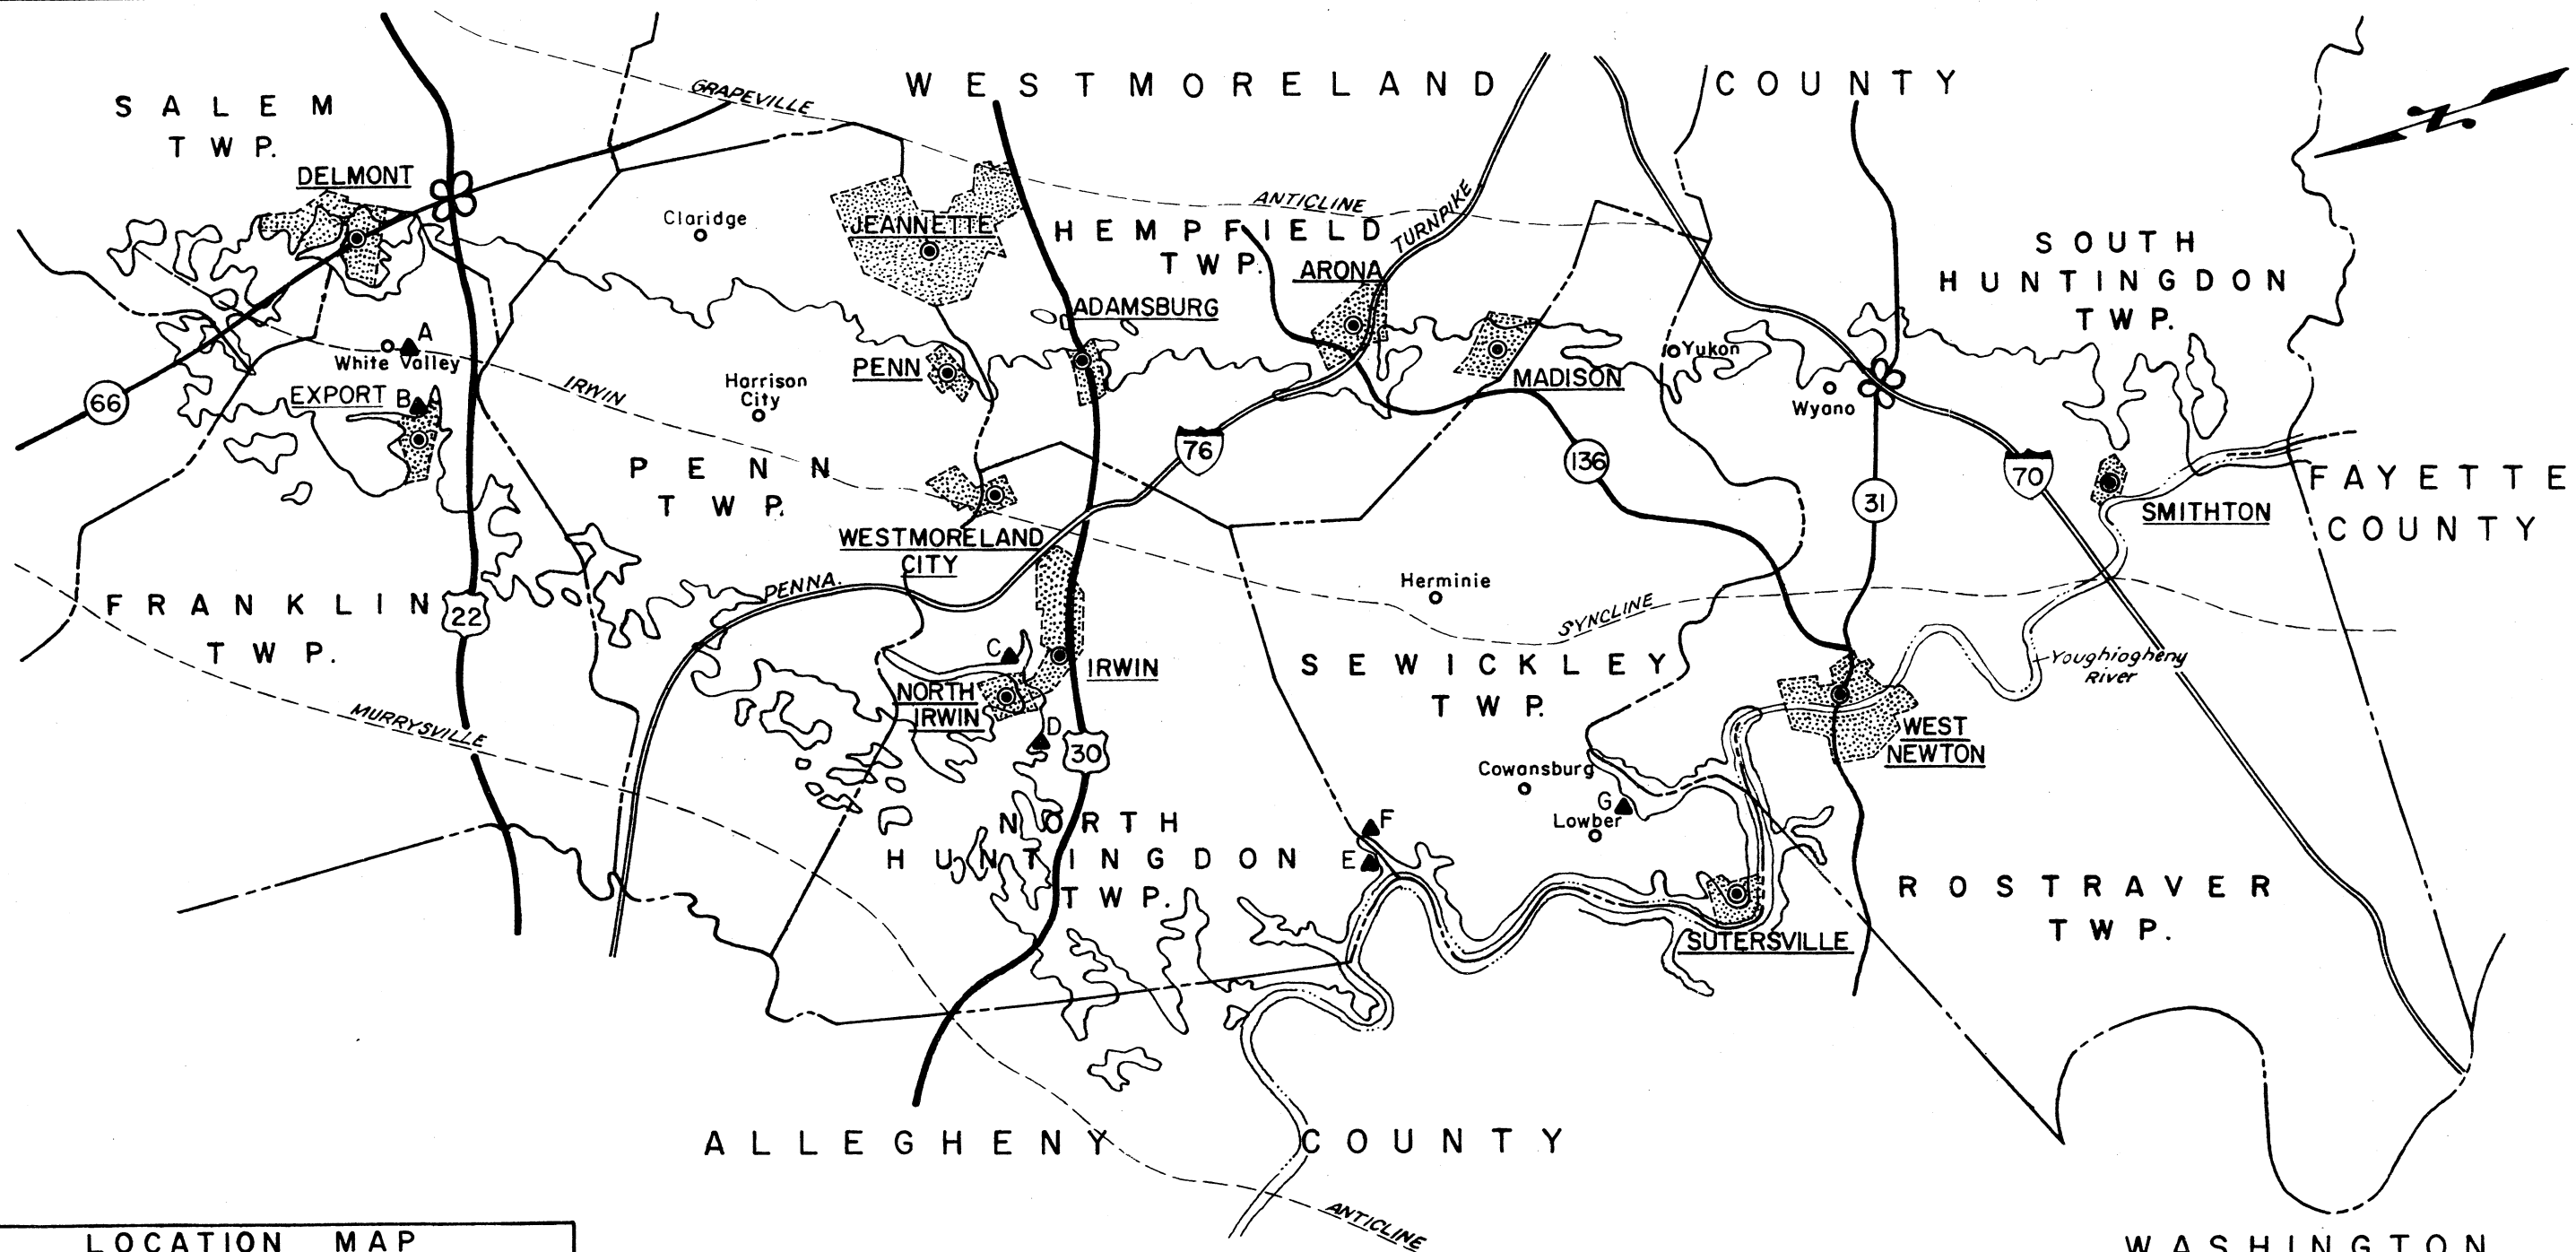 WESTMORELAND COUNTY
GRAPEVILLE
SALEM
TWP.
DELMONT
Claridge
JEANNETTE
HEMPFIELD
TWP.
ANTICLINE
TURNPIKE
ARONA
SOUTH
HUNTINGDON
TWP.
N
ADAMSBURG
A
White Valley
EXPORT
B
A
66
IRWIN
Harrison
City
PENN
MADISON
Yukon
Wyano
76
136
31
70
SMITHTON
FAYETTE
COUNTY
PENN
TWP.
WESTMORELAND
CITY
PENNA.
FRANKLIN
TWP.
22
Herminie
SYNCLINE
SEWICKLEY
TWP.
Youghiogheny
River
C
IRWIN
NORTH
IRWIN
D
30
MURRYSVILLE
WEST
NEWTON
Cowansburg
G
Lowber
F
E
NORTH
HUNTINGDON
TWP.
ROSTRAVER
TWP.
SUTERSVILLE
ALLEGHENY COUNTY
ANTICLINE
LOCATION MAP
WASHINGTON